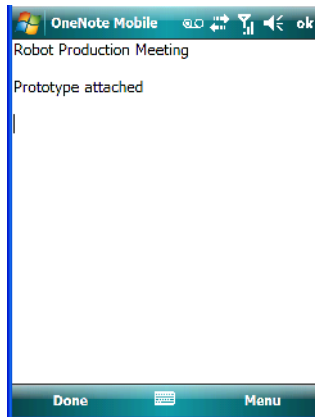 OneNote Mobile ok
Robot Production Meeting
Prototype attached
Done Menu